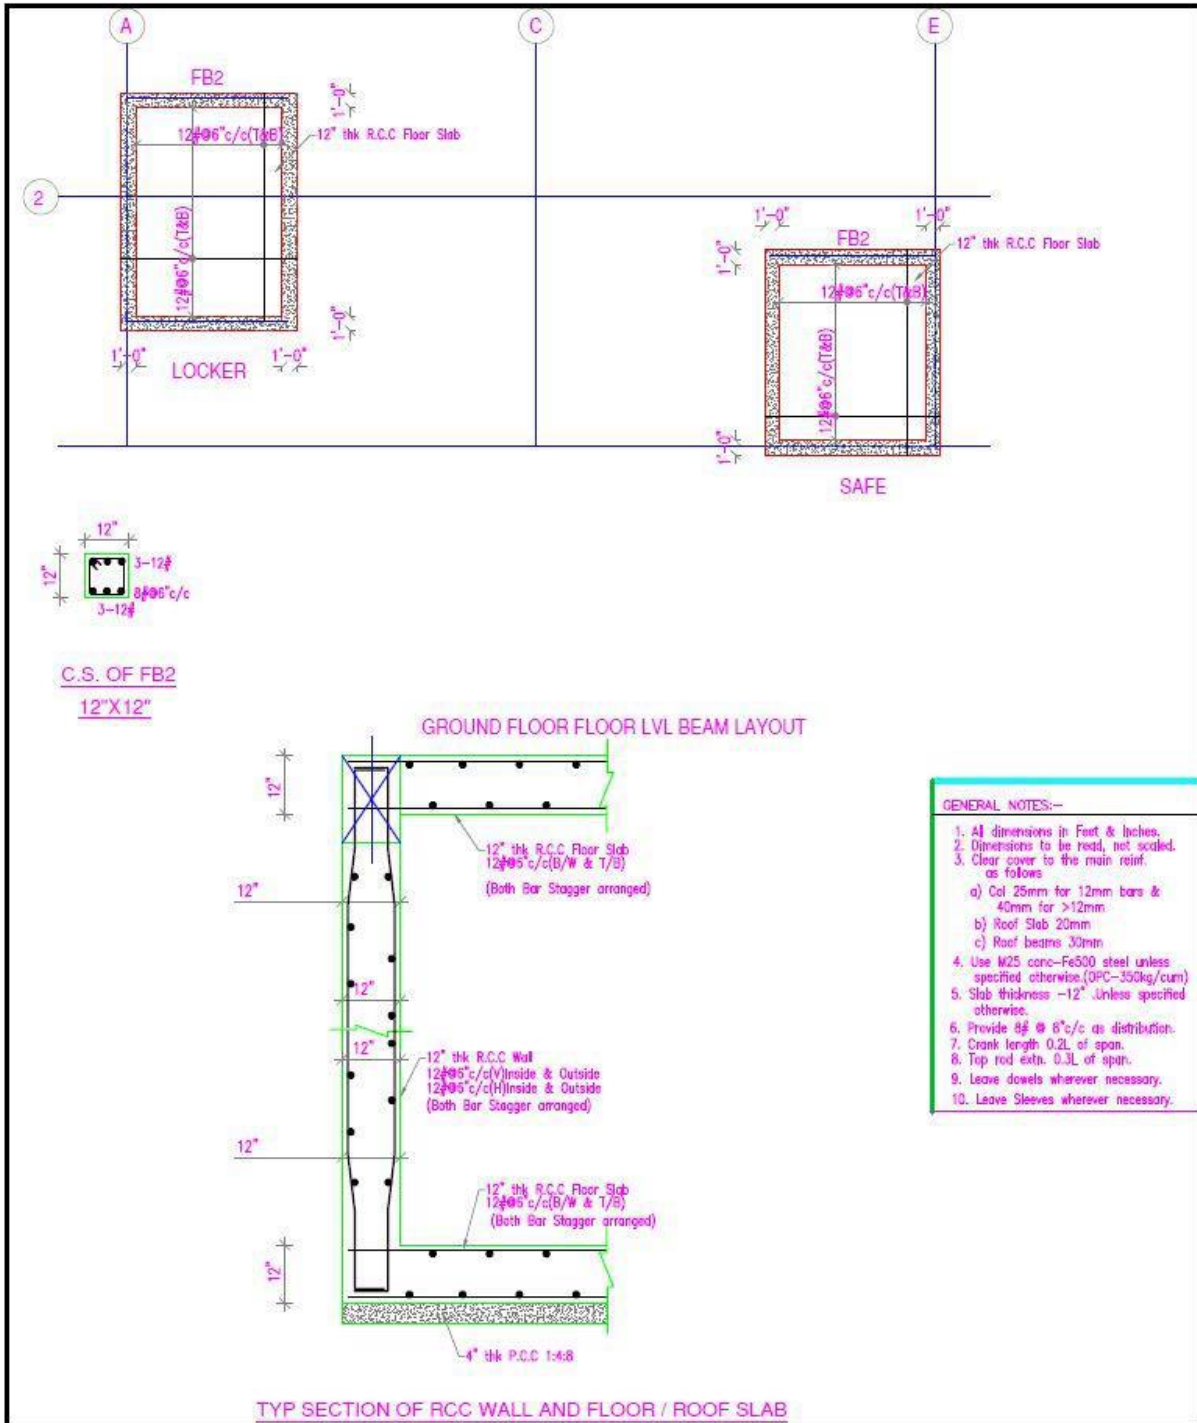 A
C
E
FB2
1'-0"
12#@6"c/c(T&B)
12" thk R.C.C Floor Slab
2
12#@6"c/c(T&B)
1'-0"
1'-0"
1'-0"
LOCKER
1'-0"
1'-0"
FB2
12" thk R.C.C Floor Slab
1'-0"
12#@6"c/c(T&B)
12#@6"c/c(T&B)
1'-0"
SAFE
12"
12"
3-12#
8#@6"c/c
3-12#
C.S. OF FB2
12"X12"
GROUND FLOOR FLOOR LVL BEAM LAYOUT
12"
12" thk R.C.C Floor Slab
12#@6"c/c(B/W & T/B)
(Both Bar Stagger arranged)
12"
12"
12"
12" thk R.C.C Wall
12#@6"c/c(V)Inside & Outside
12#@6"c/c(H)Inside & Outside
(Both Bar Stagger arranged)
12"
12" thk R.C.C Floor Slab
12#@6"c/c(B/W & T/B)
(Both Bar Stagger arranged)
12"
4" thk P.C.C 1:4:8
TYP SECTION OF RCC WALL AND FLOOR / ROOF SLAB
GENERAL NOTES:-
1. All dimensions in Feet & Inches.
2. Dimensions to be read, not scaled.
3. Clear cover to the main reinf.
as follows
a) Col 25mm for 12mm bars &
40mm for >12mm
b) Roof Slab 20mm
c) Roof beams 30mm
4. Use M25 conc-Fe500 steel unless
specified otherwise.(OPC-350kg/cum)
5. Slab thickness -12" .Unless specified
otherwise.
6. Provide 8# @ 8"c/c as distribution.
7. Crank length 0.2L of span.
8. Top rod extn. 0.3L of span.
9. Leave dowels wherever necessary.
10. Leave Sleeves wherever necessary.